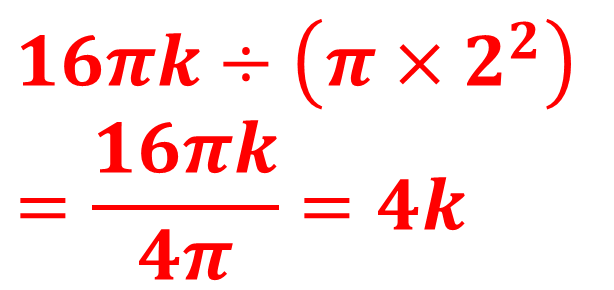 16πk ÷ (π × 2²)
= 16πk/4π = 4k